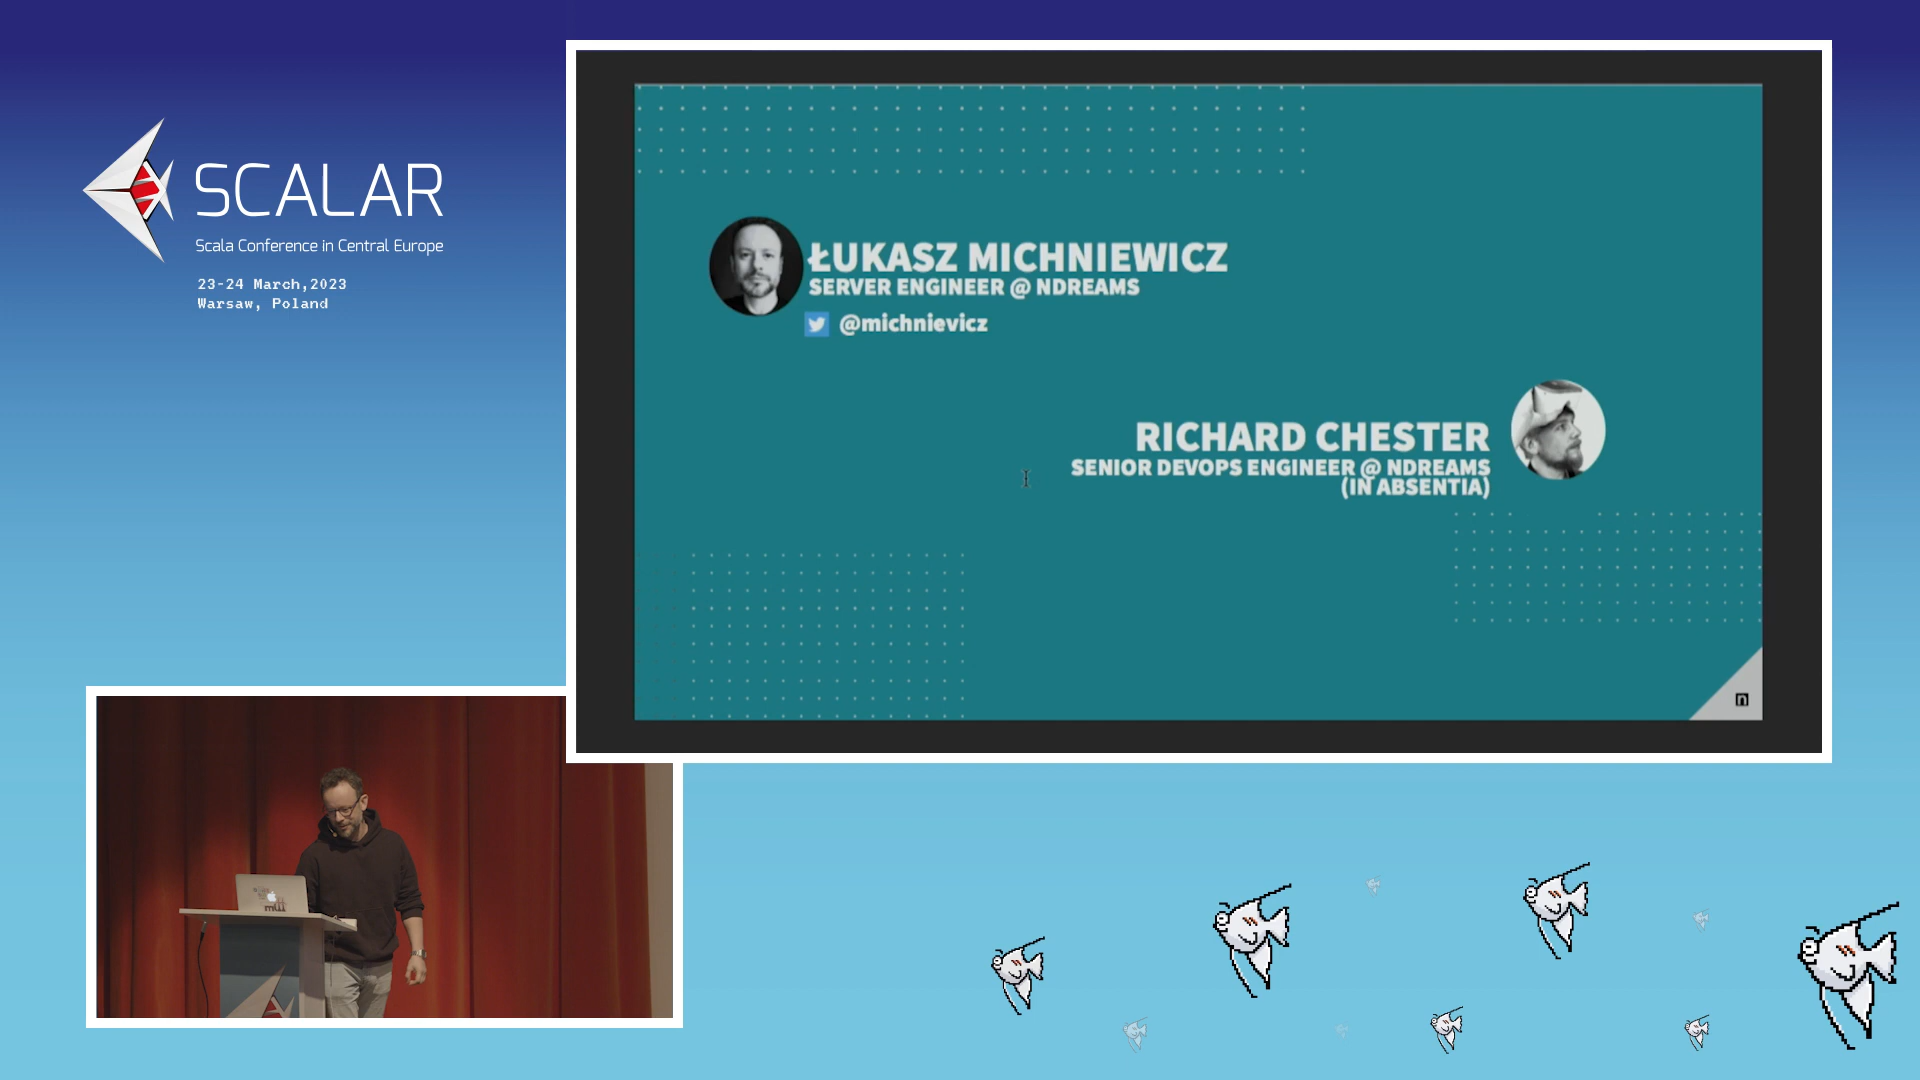 SCALAR
Scala Conference in Central Europe
23-24 March,2023
Warsaw, Poland
ŁUKASZ MICHNIEWICZ
SERVER ENGINEER @ NDREAMS
@michnievicz
RICHARD CHESTER
SENIOR DEVOPS ENGINEER @ NDREAMS
(IN ABSENTIA)
n